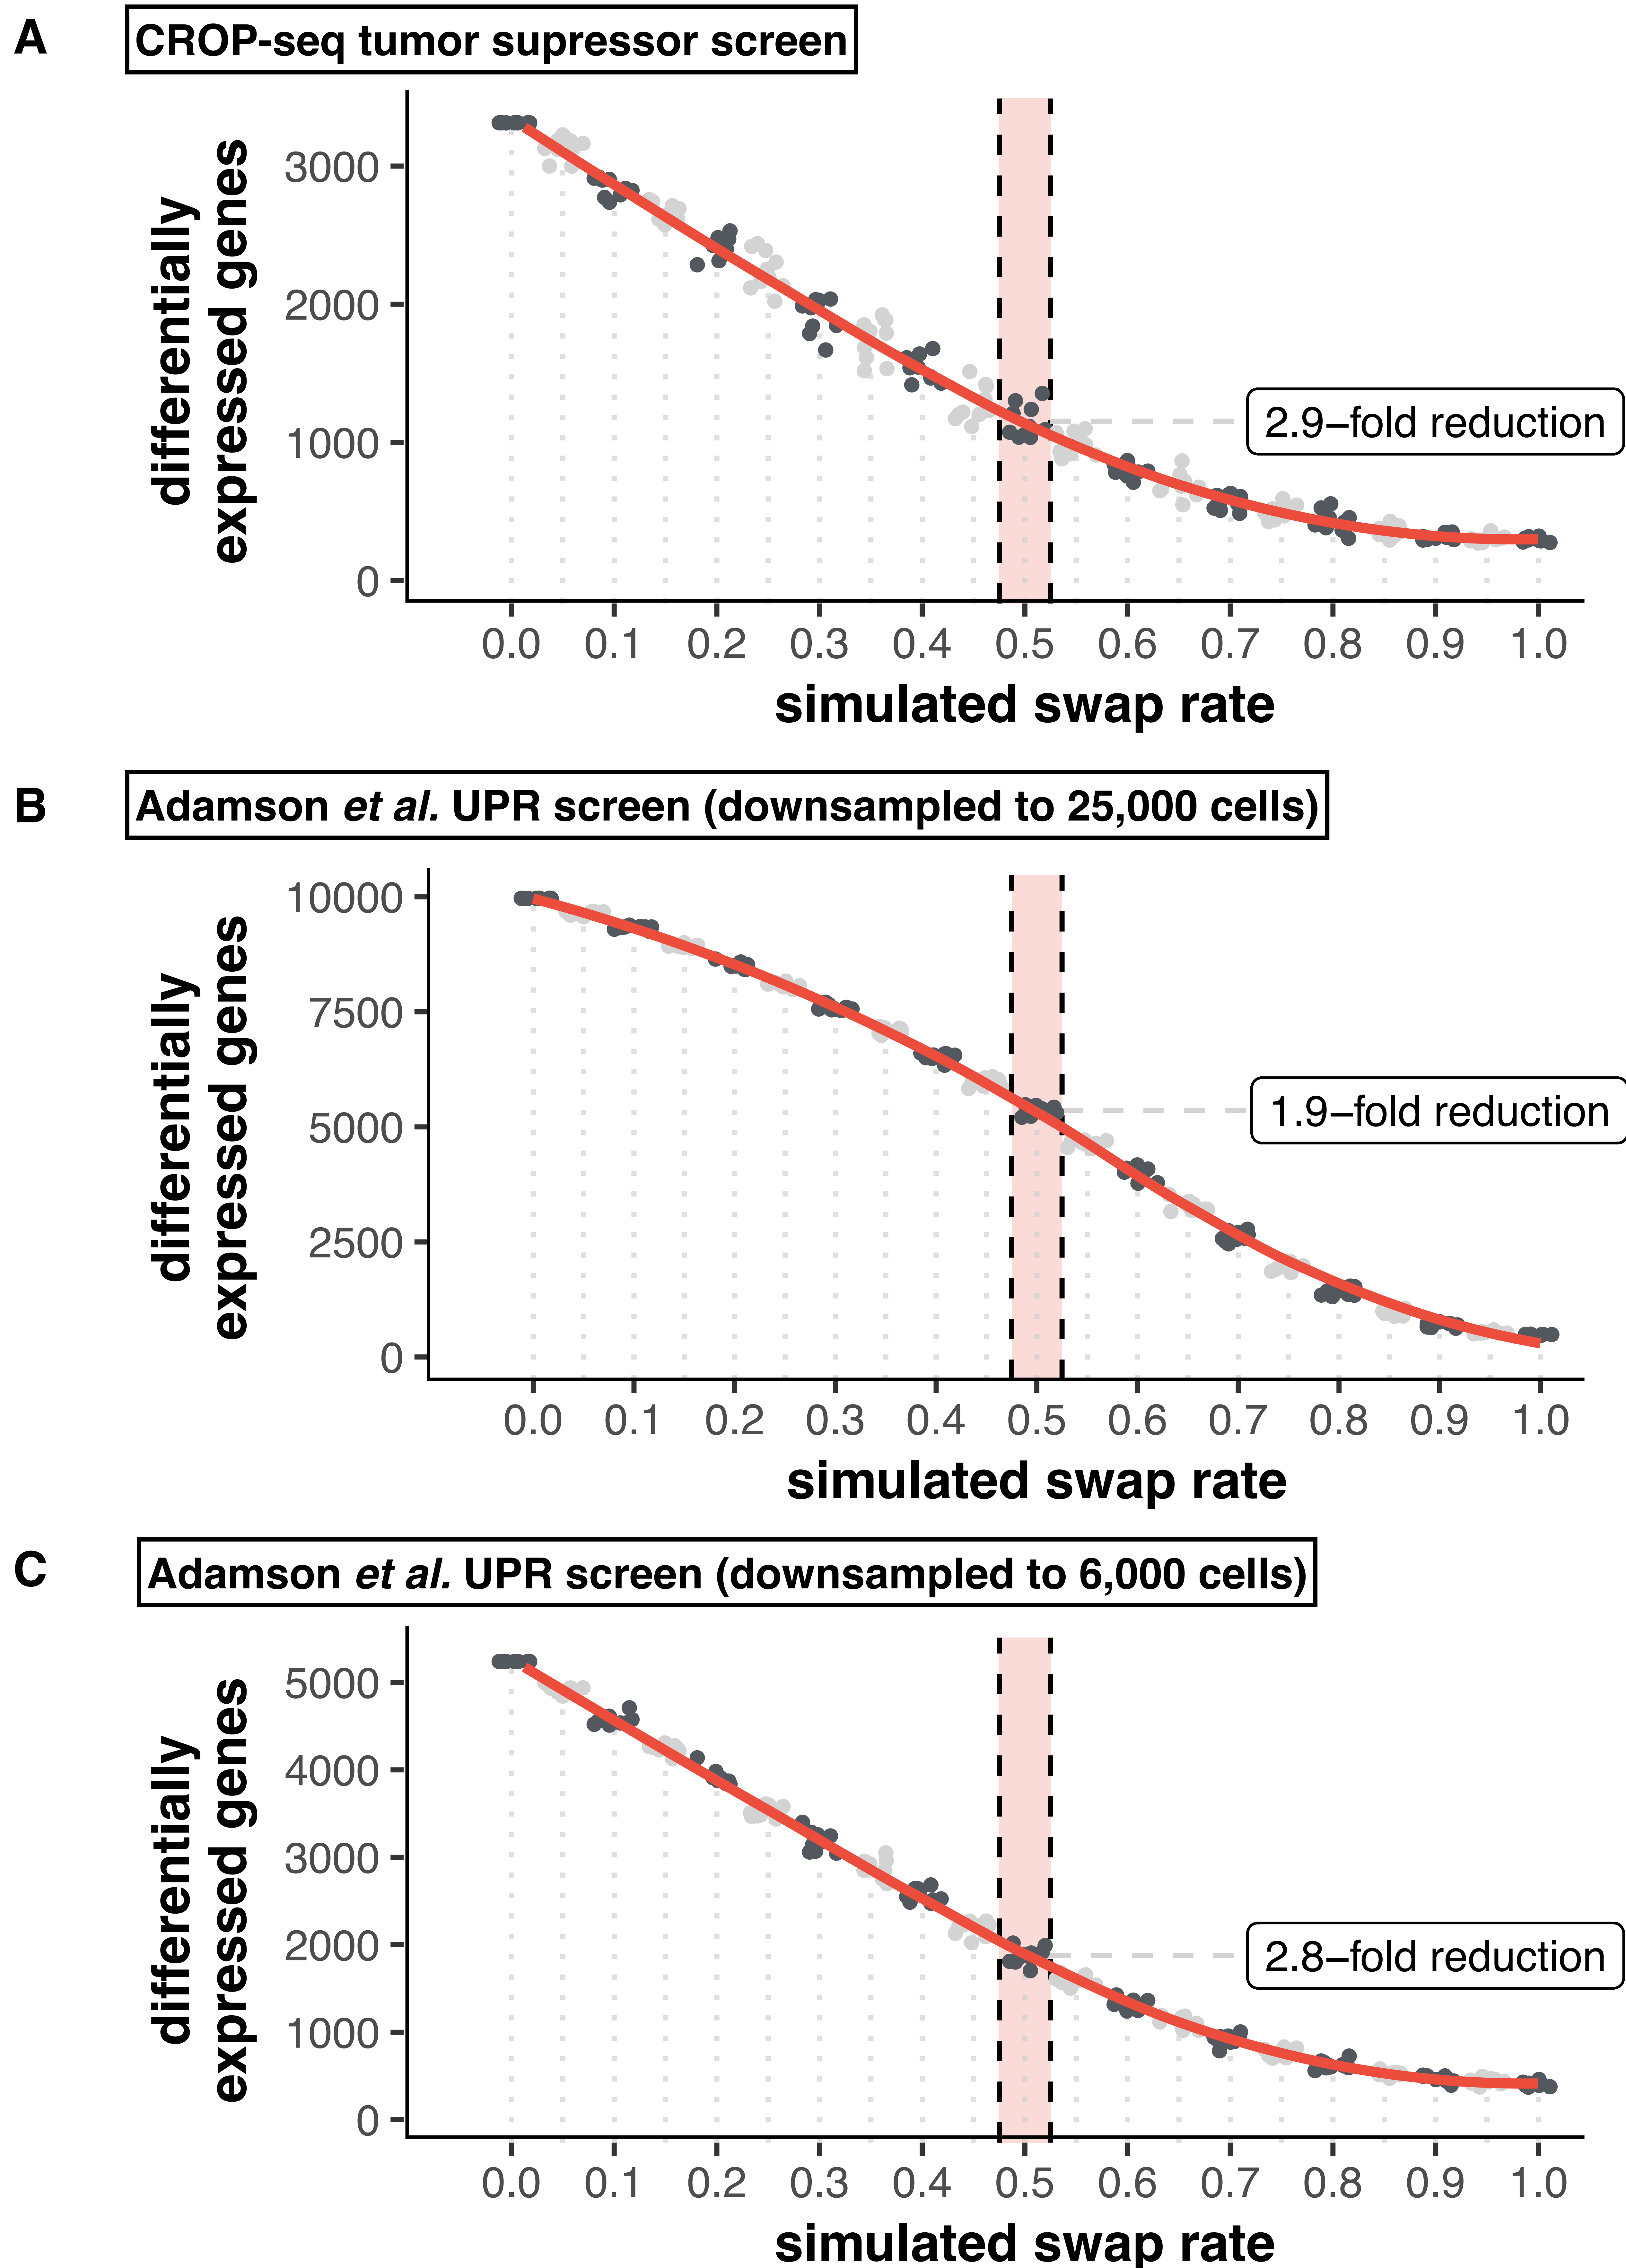 A
CROP-seq tumor supressor screen
differentially
expressed genes
3000
2000
1000
0
2.9–fold reduction
0.0 0.1 0.2 0.3 0.4 0.5 0.6 0.7 0.8 0.9 1.0
simulated swap rate
B
Adamson et al. UPR screen (downsampled to 25,000 cells)
differentially
expressed genes
10000
7500
5000
2500
0
1.9–fold reduction
0.0 0.1 0.2 0.3 0.4 0.5 0.6 0.7 0.8 0.9 1.0
simulated swap rate
C
Adamson et al. UPR screen (downsampled to 6,000 cells)
differentially
expressed genes
5000
4000
3000
2000
1000
0
2.8–fold reduction
0.0 0.1 0.2 0.3 0.4 0.5 0.6 0.7 0.8 0.9 1.0
simulated swap rate